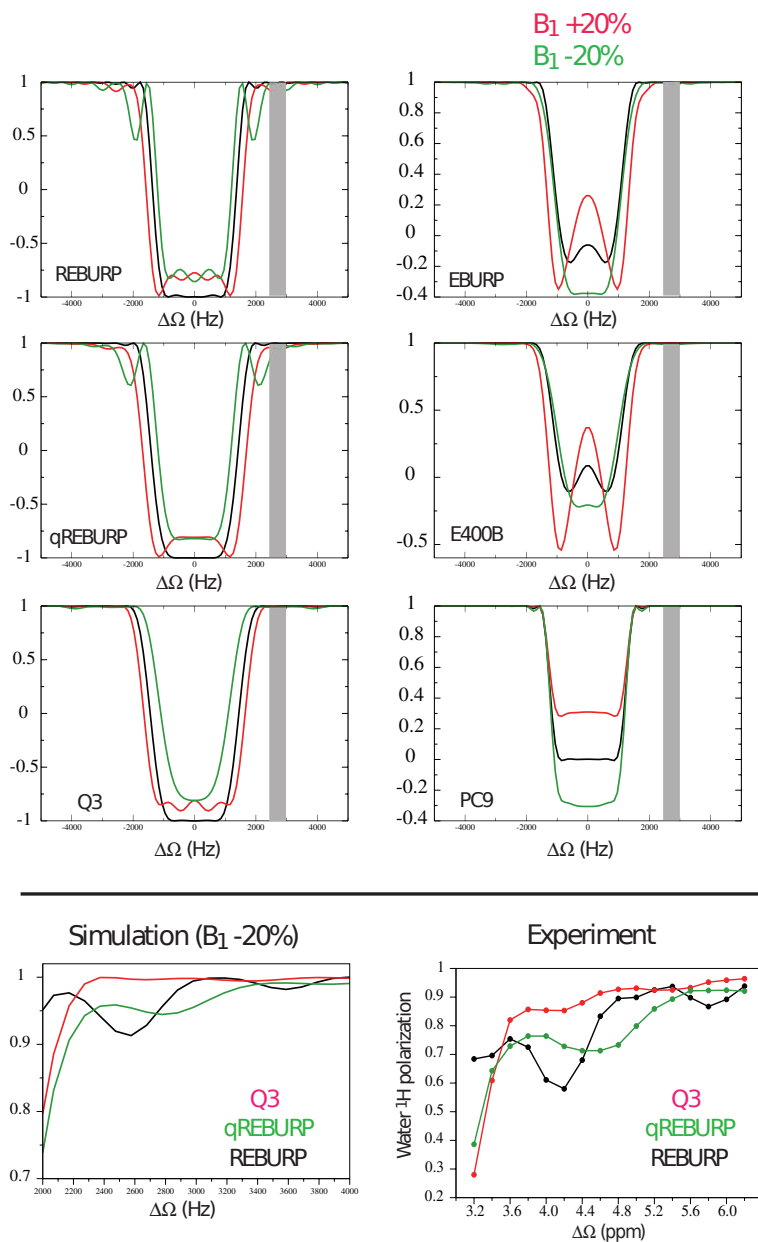 B1 +20%
B1 -20%
1
0.5
0
-0.5
-1
REBURP
-4000 -2000 0 2000 4000
ΔΩ (Hz)
1
0.8
0.6
0.4
0.2
0
-0.2
-0.4
EBURP
-4000 -2000 0 2000 4000
ΔΩ (Hz)
1
0.5
0
-0.5
-1
qREBURP
-4000 -2000 0 2000 4000
ΔΩ (Hz)
1
0.5
0
-0.5
E400B
-4000 -2000 0 2000 4000
ΔΩ (Hz)
1
0.5
0
-0.5
-1
Q3
-4000 -2000 0 2000 4000
ΔΩ (Hz)
1
0.8
0.6
0.4
0.2
0
-0.2
-0.4
PC9
-4000 -2000 0 2000 4000
ΔΩ (Hz)
Simulation (B1 -20%)
1
0.9
0.8
0.7
Q3
qREBURP
REBURP
2000 2400 2800 3200 3600 4000
ΔΩ (Hz)
Experiment
Water 1H polarization
1
0.9
0.8
0.7
0.6
0.5
0.4
0.3
0.2
Q3
qREBURP
REBURP
3.2 3.6 4.0 4.4 4.8 5.2 5.6 6.0
ΔΩ (ppm)